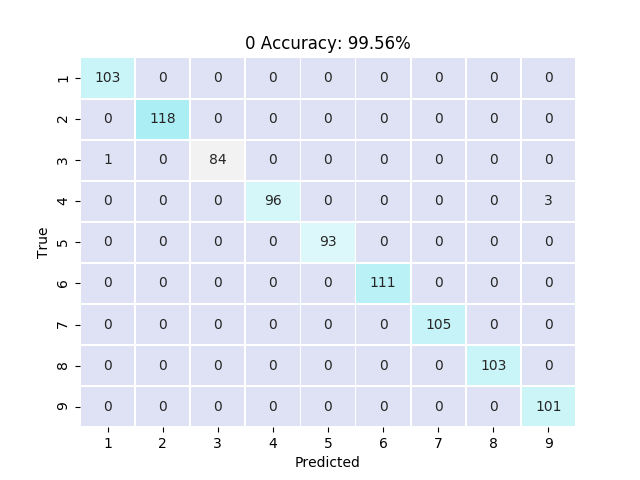 0 Accuracy: 99.56%
1 103 0 0 0 0 0 0 0 0
2 0 118 0 0 0 0 0 0 0
3 1 0 84 0 0 0 0 0 0
4 0 0 0 96 0 0 0 0 3
5 0 0 0 0 93 0 0 0 0
6 0 0 0 0 0 111 0 0 0
7 0 0 0 0 0 0 105 0 0
8 0 0 0 0 0 0 0 103 0
9 0 0 0 0 0 0 0 0 101
True
1 2 3 4 5 6 7 8 9
Predicted